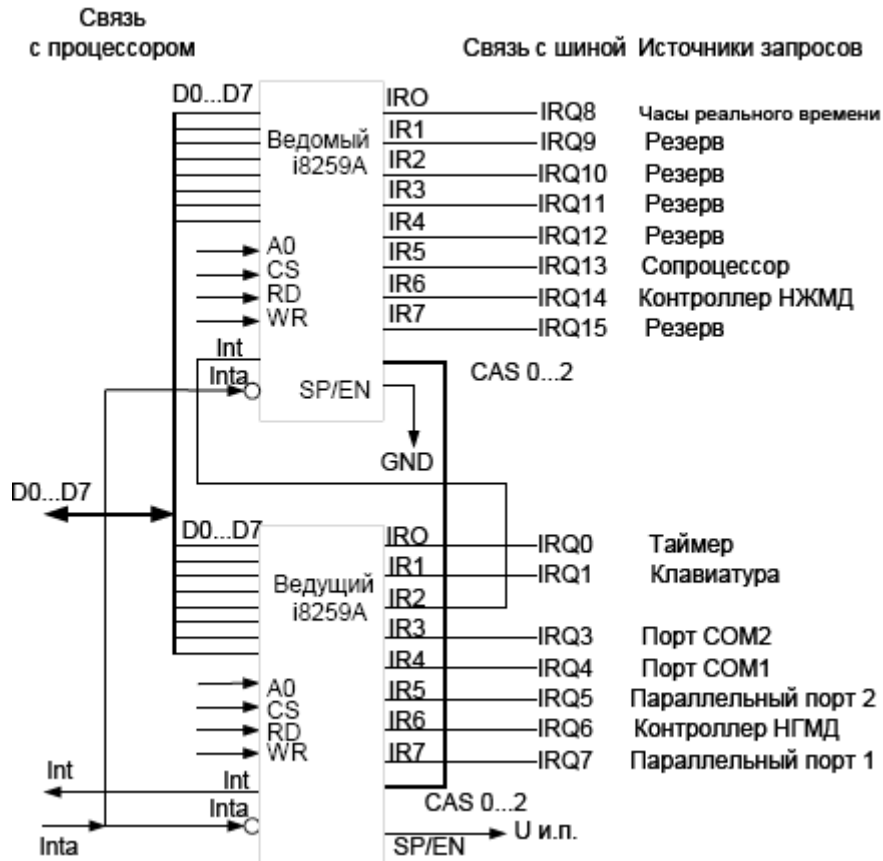 Связь
с процессором
Связь с шиной Источники запросов
D0...D7
IRO
IRQ8 Часы реального времени
Ведомый
i8259A
IR1
IRQ9 Резерв
IR2
IRQ10 Резерв
IR3
IRQ11 Резерв
IR4
IRQ12 Резерв
A0
IR5
IRQ13 Сопроцессор
CS
IR6
IRQ14 Контроллер НЖМД
RD
IR7
WR
IRQ15 Резерв
Int
Inta
SP/EN
CAS 0...2
GND
D0...D7
D0...D7
IRO
IRQ0 Таймер
Ведущий
i8259A
IR1
IRQ1 Клавиатура
IR2
IR3
IRQ3 Порт COM2
IR4
IRQ4 Порт COM1
A0
IR5
IRQ5 Параллельный порт 2
CS
RD
IR6
IRQ6 Контроллер НГМД
WR
IR7
IRQ7 Параллельный порт 1
Int
Int
Inta
CAS 0...2
Inta
SP/EN
U и.п.